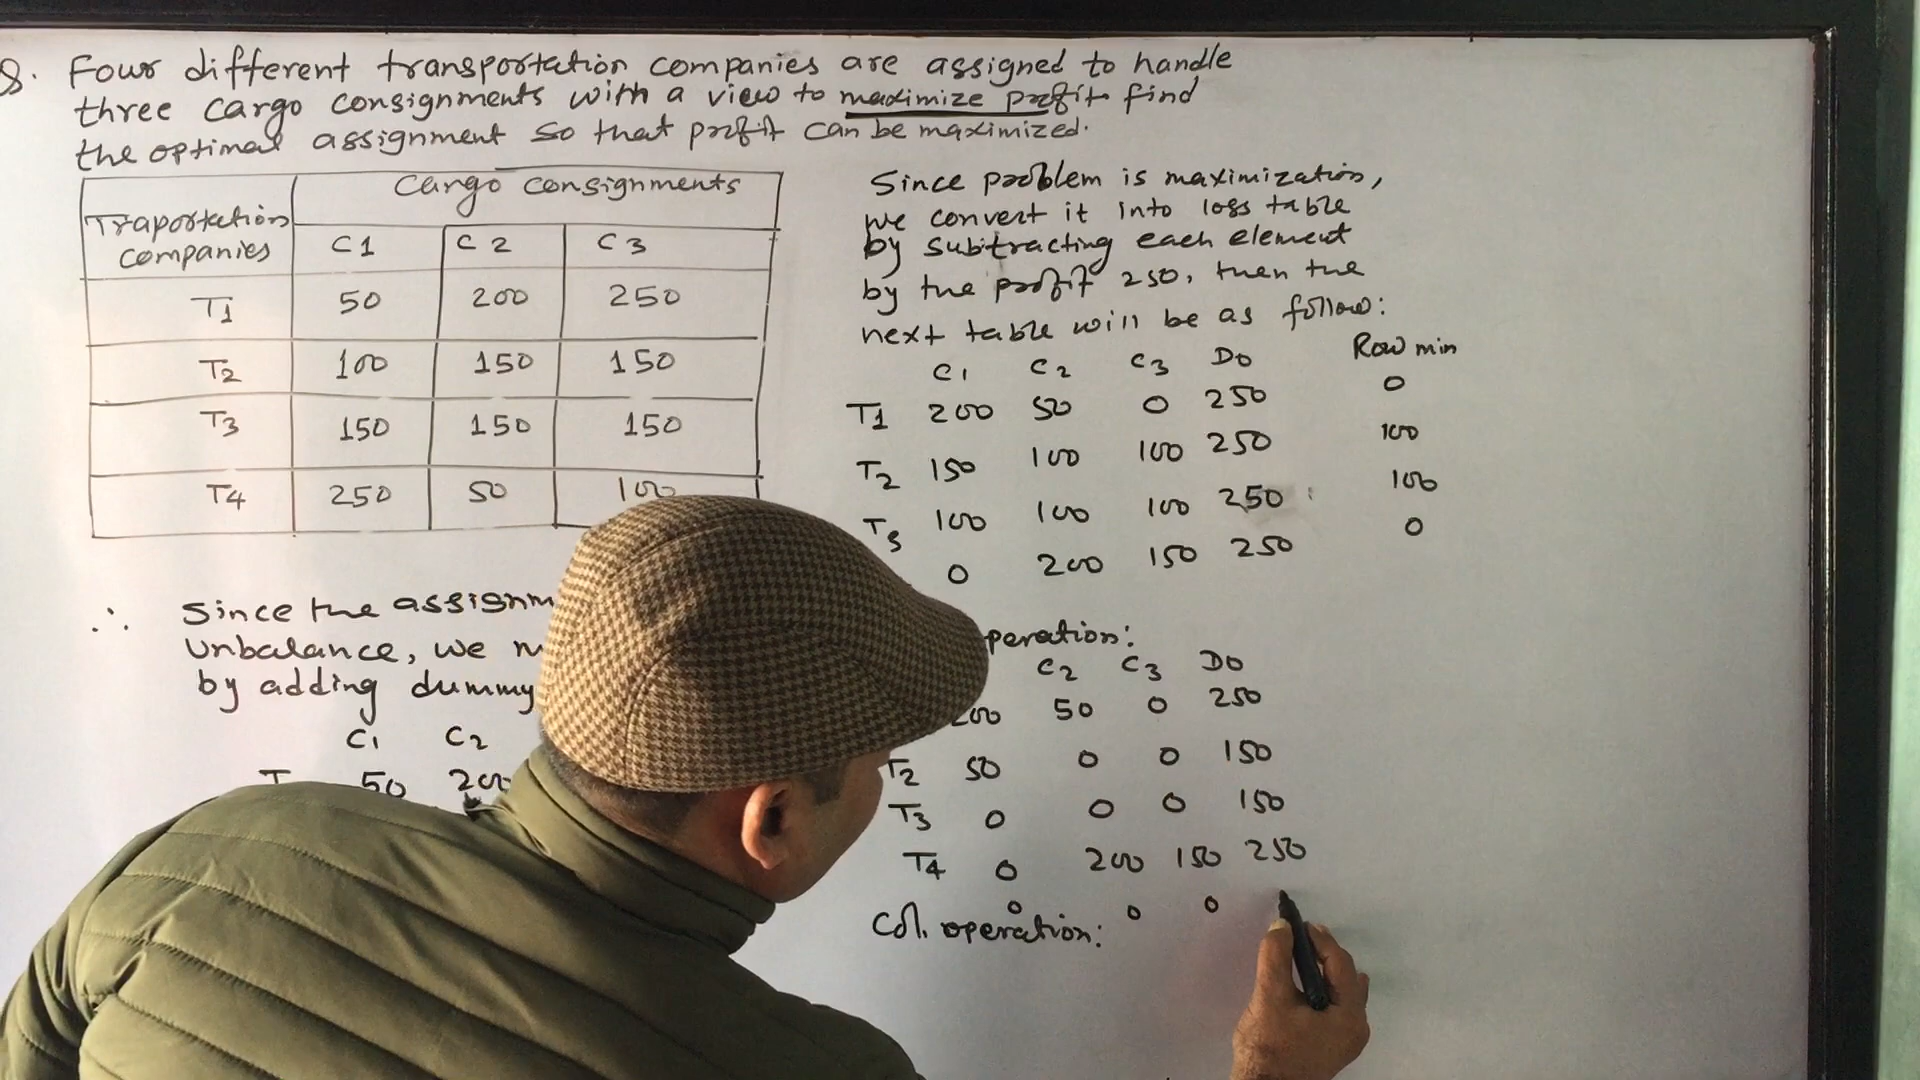 Q. Four different transportation companies are assigned to handle
three cargo consignments with a view to maximize profit find
the optimal assignment so that profit can be maximized.
Cargo consignments
Traportation companies C1 C2 C3
T1 50 200 250
T2 100 150 150
T3 150 150 150
T4 250 50 100
∴ Since the assignm
Unbalance, we m
by adding dummy
C1 C2
T 50 200
Since problem is maximization,
we convert it into loss table
by subtracting each element
by the profit 250, then the
next table will be as follow:
C1 C2 C3 Do Row min
T1 200 50 0 250 0
T2 150 100 100 250 100
T3 100 100 100 250 100
0 200 150 250 0
peration:
C2 C3 DO
200 50 0 250
T2 50 0 0 150
T3 0 0 0 150
T4 0 200 150 250
0 0 0
Col. operation: